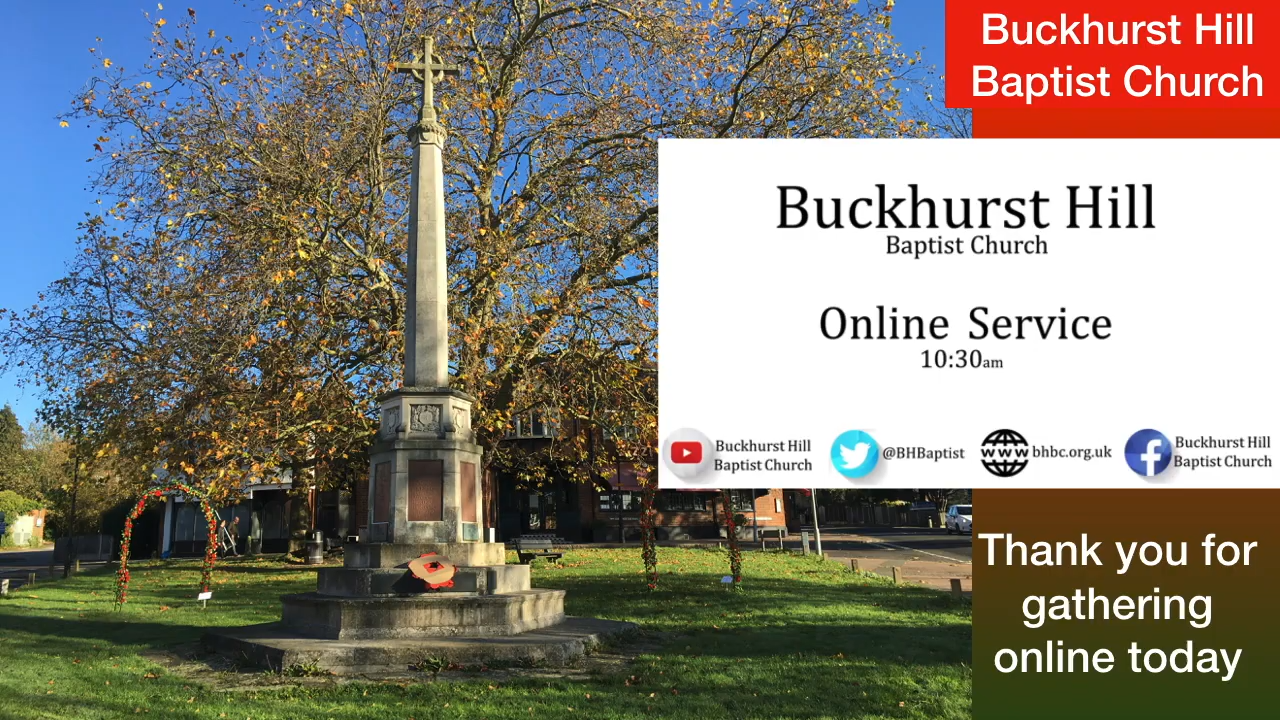 Buckhurst Hill
Baptist Church
Buckhurst Hill
Baptist Church
Online Service
10:30am
Buckhurst Hill
Baptist Church
@BHBaptist
www
bhbc.org.uk
Buckhurst Hill
Baptist Church
Thank you for
gathering
online today